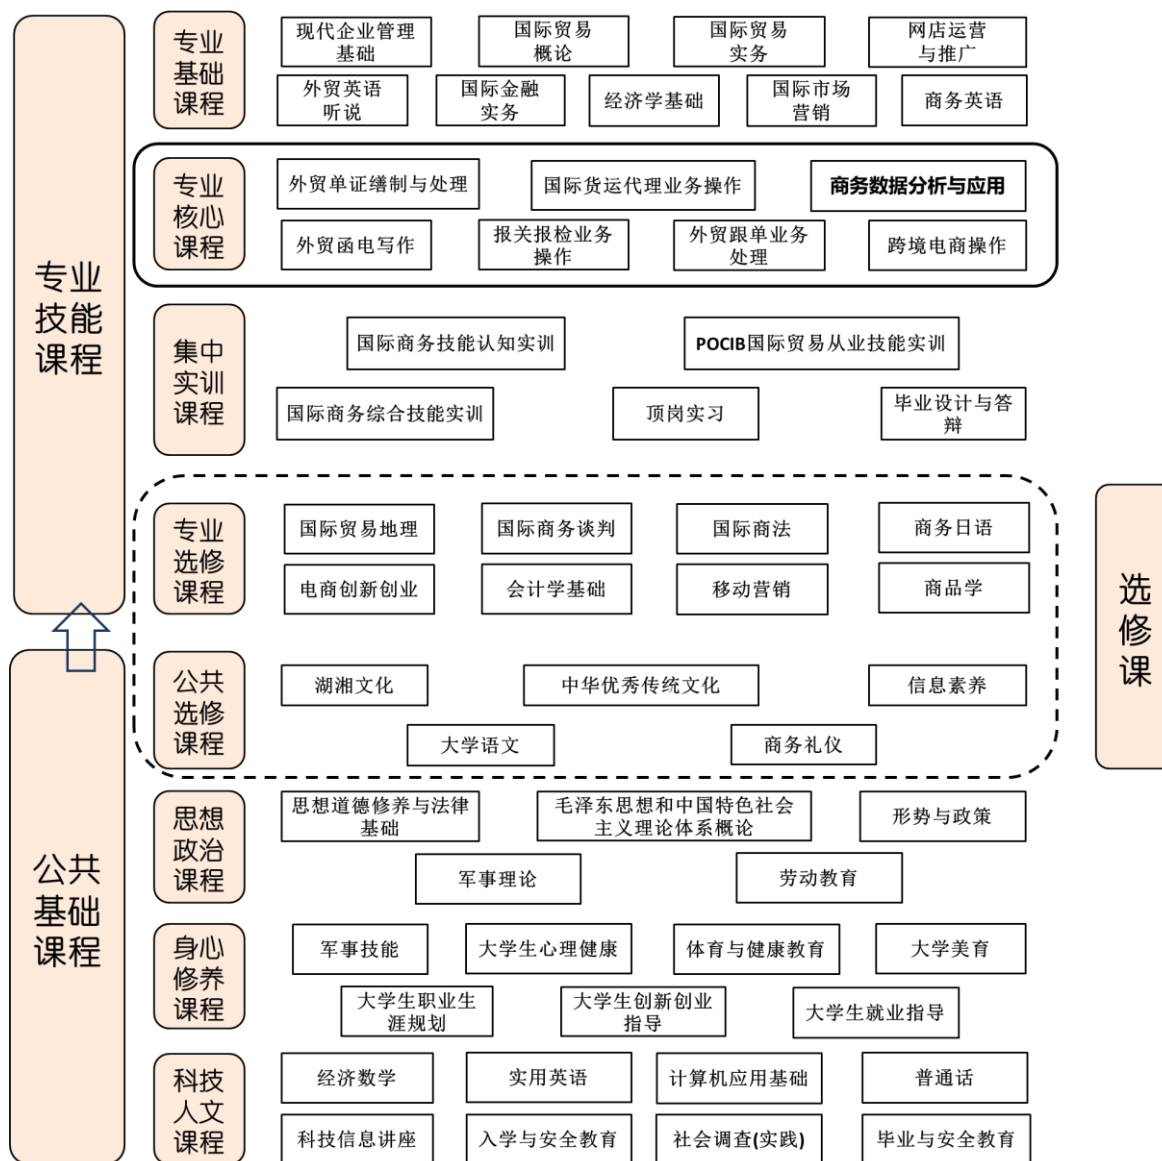 专业
技能
课程
专业
基础
课程
现代企业管理
基础
国际贸易
概论
国际贸易
实务
网店运营
与推广
外贸英语
听说
国际金融
实务
经济学基础
国际市场
营销
商务英语
专业
核心
课程
外贸单证缮制与处理
国际货运代理业务操作
商务数据分析与应用
外贸函电写作
报关报检业务
操作
外贸跟单业务
处理
跨境电商操作
集中
实训
课程
国际商务技能认知实训
POCIB国际贸易从业技能实训
国际商务综合技能实训
顶岗实习
毕业设计与答
辩
专业
选修
课程
国际贸易地理
国际商务谈判
国际商法
商务日语
电商创新创业
会计学基础
移动营销
商品学
选
修
课
公共
基础
课程
公共
选修
课程
湖湘文化
中华优秀传统文化
信息素养
大学语文
商务礼仪
思想
政治
课程
思想道德修养与法律
基础
毛泽东思想和中国特色社会
主义理论体系概论
形势与政策
军事理论
劳动教育
身心
修养
课程
军事技能
大学生心理健康
体育与健康教育
大学美育
大学生职业生
涯规划
大学生创新创业
指导
大学生就业指导
科技
人文
课程
经济数学
实用英语
计算机应用基础
普通话
科技信息讲座
入学与安全教育
社会调查(实践)
毕业与安全教育